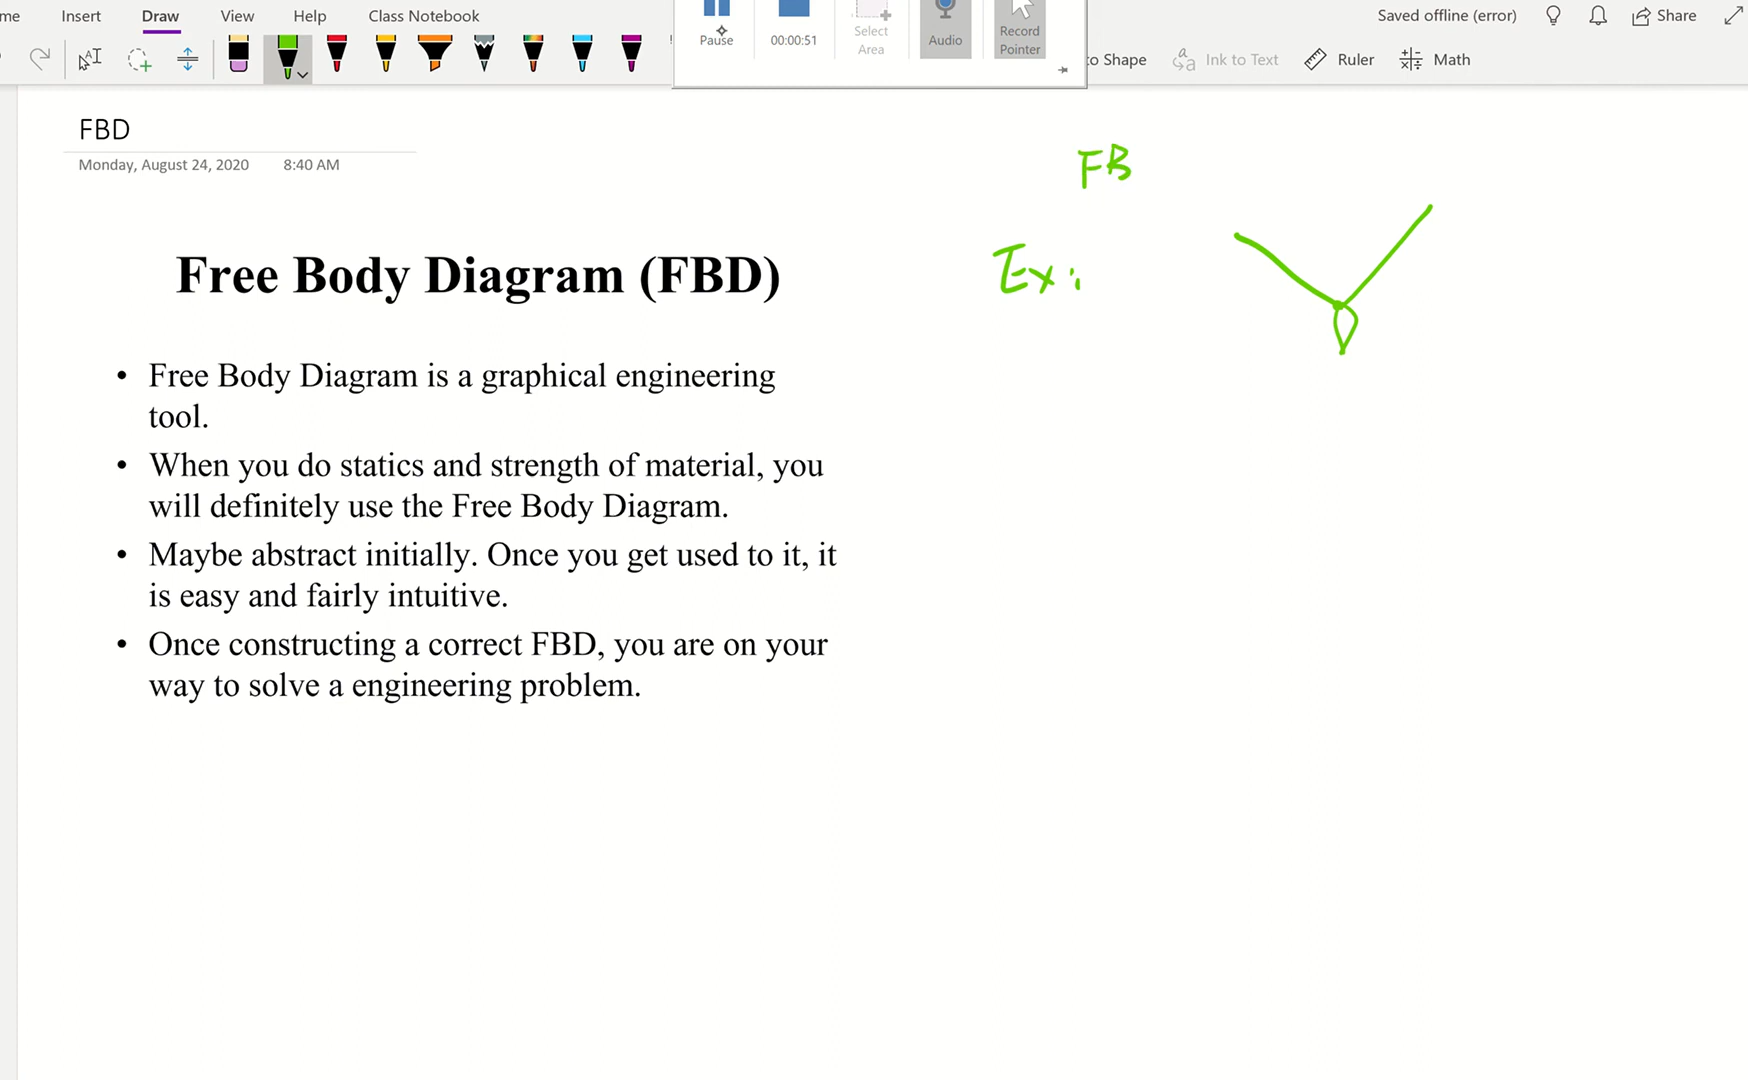 me Insert Draw View Help Class Notebook
Pause 00:00:51 Select Area Audio Record Pointer
Saved offline (error) Share
to Shape Ink to Text Ruler Math
FBD
Monday, August 24, 2020 8:40 AM
FB
Free Body Diagram (FBD)
Ex:
• Free Body Diagram is a graphical engineering
tool.
• When you do statics and strength of material, you
will definitely use the Free Body Diagram.
• Maybe abstract initially. Once you get used to it, it
is easy and fairly intuitive.
• Once constructing a correct FBD, you are on your
way to solve a engineering problem.